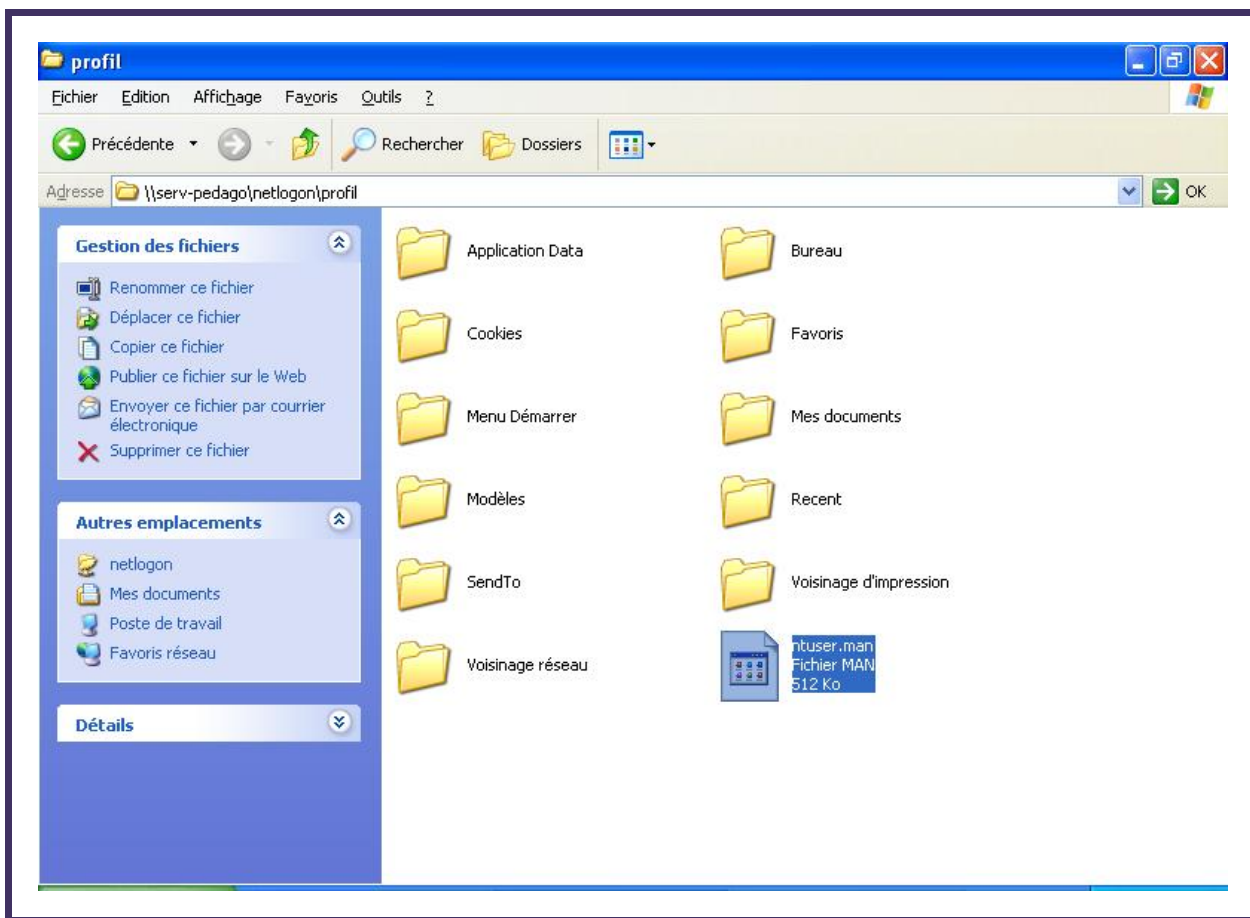 profil
Fichier Edition Affichage Favoris Outils ?
Précédente Rechercher Dossiers
Adresse \\serv-pedago\netlogon\profil OK
Gestion des fichiers
Renommer ce fichier
Déplacer ce fichier
Copier ce fichier
Publier ce fichier sur le Web
Envoyer ce fichier par courrier
électronique
Supprimer ce fichier
Autres emplacements
netlogon
Mes documents
Poste de travail
Favoris réseau
Détails
Application Data
Bureau
Cookies
Favoris
Menu Démarrer
Mes documents
Modèles
Recent
SendTo
Voisinage d'impression
Voisinage réseau
ntuser.man
Fichier MAN
512 Ko